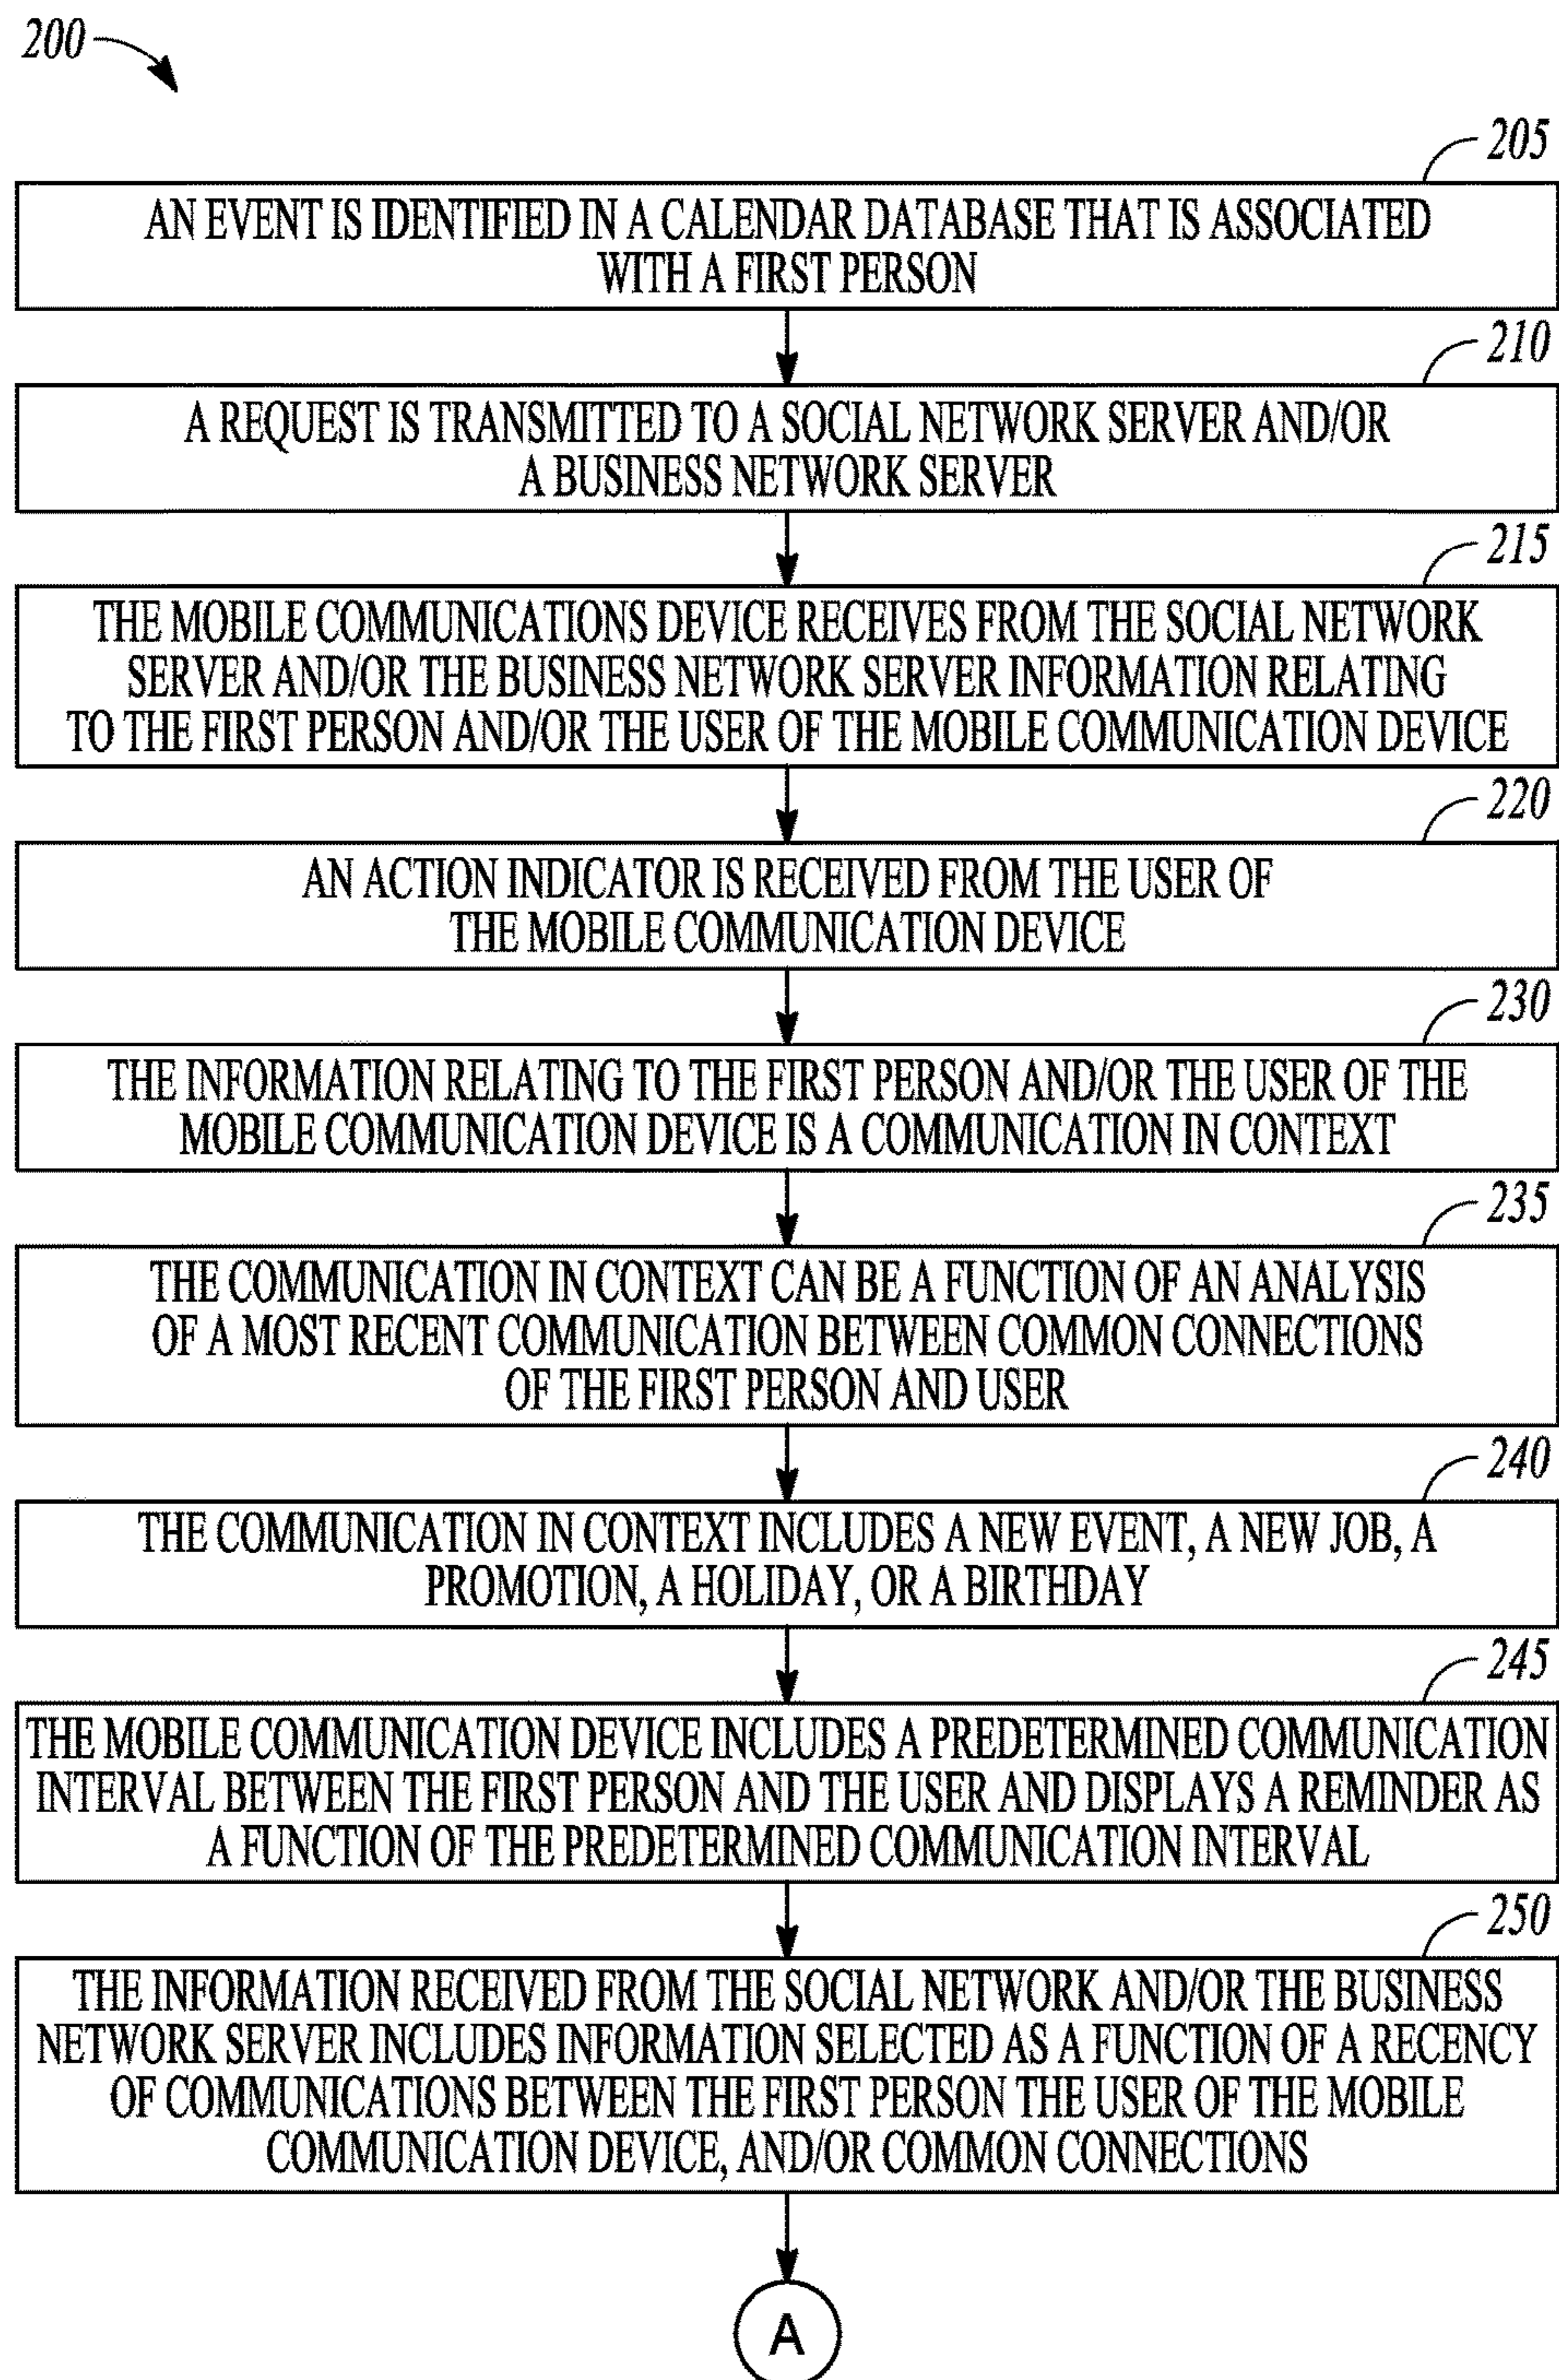 200
205
AN EVENT IS IDENTIFIED IN A CALENDAR DATABASE THAT IS ASSOCIATED
WITH A FIRST PERSON
210
A REQUEST IS TRANSMITTED TO A SOCIAL NETWORK SERVER AND/OR
A BUSINESS NETWORK SERVER
215
THE MOBILE COMMUNICATIONS DEVICE RECEIVES FROM THE SOCIAL NETWORK
SERVER AND/OR THE BUSINESS NETWORK SERVER INFORMATION RELATING
TO THE FIRST PERSON AND/OR THE USER OF THE MOBILE COMMUNICATION DEVICE
220
AN ACTION INDICATOR IS RECEIVED FROM THE USER OF
THE MOBILE COMMUNICATION DEVICE
230
THE INFORMATION RELATING TO THE FIRST PERSON AND/OR THE USER OF THE
MOBILE COMMUNICATION DEVICE IS A COMMUNICATION IN CONTEXT
235
THE COMMUNICATION IN CONTEXT CAN BE A FUNCTION OF AN ANALYSIS
OF A MOST RECENT COMMUNICATION BETWEEN COMMON CONNECTIONS
OF THE FIRST PERSON AND USER
240
THE COMMUNICATION IN CONTEXT INCLUDES A NEW EVENT, A NEW JOB, A
PROMOTION, A HOLIDAY, OR A BIRTHDAY
245
THE MOBILE COMMUNICATION DEVICE INCLUDES A PREDETERMINED COMMUNICATION
INTERVAL BETWEEN THE FIRST PERSON AND THE USER AND DISPLAYS A REMINDER AS
A FUNCTION OF THE PREDETERMINED COMMUNICATION INTERVAL
250
THE INFORMATION RECEIVED FROM THE SOCIAL NETWORK AND/OR THE BUSINESS
NETWORK SERVER INCLUDES INFORMATION SELECTED AS A FUNCTION OF A RECENCY
OF COMMUNICATIONS BETWEEN THE FIRST PERSON THE USER OF THE MOBILE
COMMUNICATION DEVICE, AND/OR COMMON CONNECTIONS
A